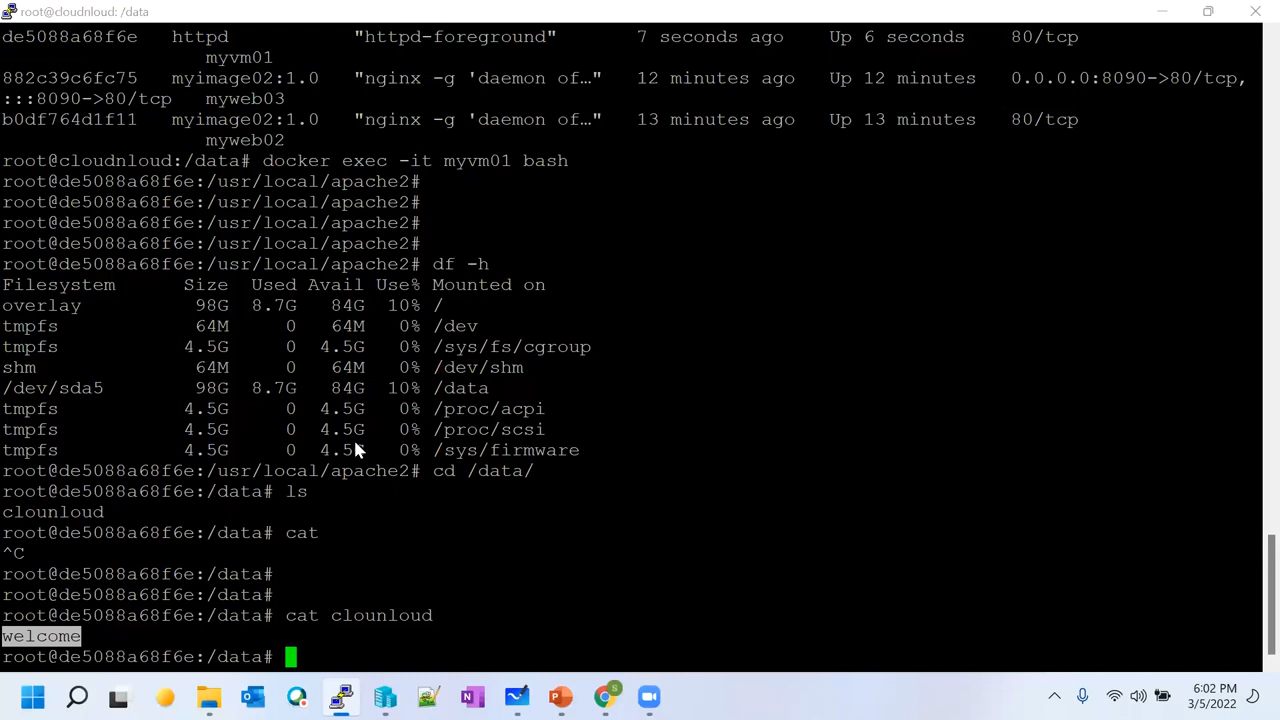 root@cloudnloud: /data
de5088a68f6e   httpd          "httpd-foreground"       7 seconds ago    Up 6 seconds    80/tcp
myvm01
882c39c6fc75   myimage02:1.0   "nginx -g 'daemon of…"   12 minutes ago   Up 12 minutes   0.0.0.0:8090->80/tcp,
:::8090->80/tcp   myweb03
b0df764d1f11   myimage02:1.0   "nginx -g 'daemon of…"   13 minutes ago   Up 13 minutes   80/tcp
myweb02
root@cloudnloud:/data# docker exec -it myvm01 bash
root@de5088a68f6e:/usr/local/apache2#
root@de5088a68f6e:/usr/local/apache2#
root@de5088a68f6e:/usr/local/apache2#
root@de5088a68f6e:/usr/local/apache2#
root@de5088a68f6e:/usr/local/apache2# df -h
Filesystem      Size  Used Avail Use% Mounted on
overlay          98G  8.7G   84G  10% /
tmpfs            64M     0   64M   0% /dev
tmpfs           4.5G     0  4.5G   0% /sys/fs/cgroup
shm              64M     0   64M   0% /dev/shm
/dev/sda5        98G  8.7G   84G  10% /data
tmpfs           4.5G     0  4.5G   0% /proc/acpi
tmpfs           4.5G     0  4.5G   0% /proc/scsi
tmpfs           4.5G     0  4.5G   0% /sys/firmware
root@de5088a68f6e:/usr/local/apache2# cd /data/
root@de5088a68f6e:/data# ls
clounloud
root@de5088a68f6e:/data# cat
^C
root@de5088a68f6e:/data#
root@de5088a68f6e:/data#
root@de5088a68f6e:/data# cat clounloud
welcome
root@de5088a68f6e:/data#
6:02 PM
3/5/2022